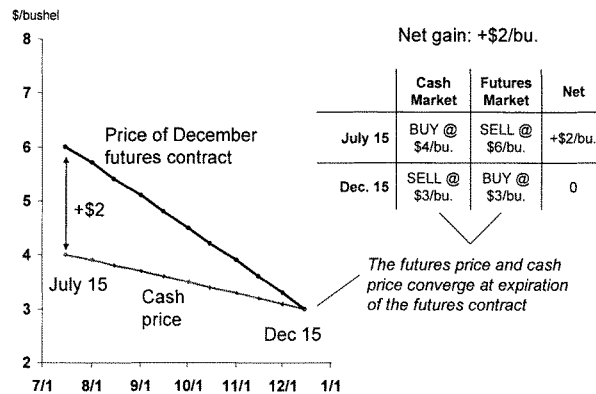 $/bushel
8
7
6
5
4
3
2
7/1 8/1 9/1 10/1 11/1 12/1 1/1
Price of December
futures contract
+$2
July 15
Cash
price
Dec 15
Net gain: +$2/bu.
Cash Market Futures Market Net
July 15 BUY @ $4/bu. SELL @ $6/bu. +$2/bu.
Dec. 15 SELL @ $3/bu. BUY @ $3/bu. 0
The futures price and cash
price converge at expiration
of the futures contract